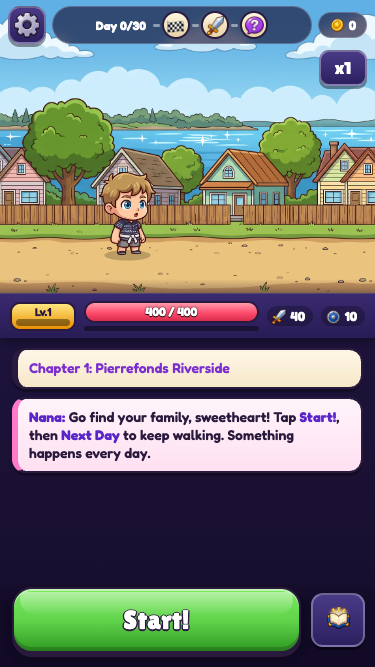 Day 0/30
?
0
x1
Lv.1
400 / 400
40
10
Chapter 1: Pierrefonds Riverside
Nana: Go find your family, sweetheart! Tap Start!,
then Next Day to keep walking. Something
happens every day.
Start!